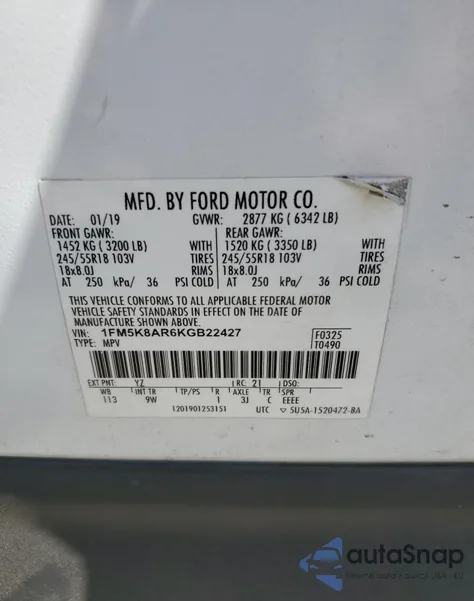 MFD. BY FORD MOTOR CO.
DATE: 01/19 GVWR: 2877 KG ( 6342 LB)
FRONT GAWR: REAR GAWR:
1452 KG ( 3200 LB) WITH 1520 KG ( 3350 LB) WITH
245/55R18 103V TIRES 245/55R18 103V TIRES
18x8.0J RIMS 18x8.0J RIMS
AT 250 kPa/ 36 PSI COLD AT 250 kPa/ 36 PSI COLD
THIS VEHICLE CONFORMS TO ALL APPLICABLE FEDERAL MOTOR
VEHICLE SAFETY STANDARDS IN EFFECT ON THE DATE OF
MANUFACTURE SHOWN ABOVE.
VIN: 1FM5K8AR6KGB22427 F0325
TYPE: MPV T0490
EXT PNT: YZ RC: 21 DSO:
WB INT TR TP/PS R AXLE TR SPR
113 9W 1 3J C EEEE
1201901253151 UTC ▽ 5U5A-1520472-BA
autoSnap